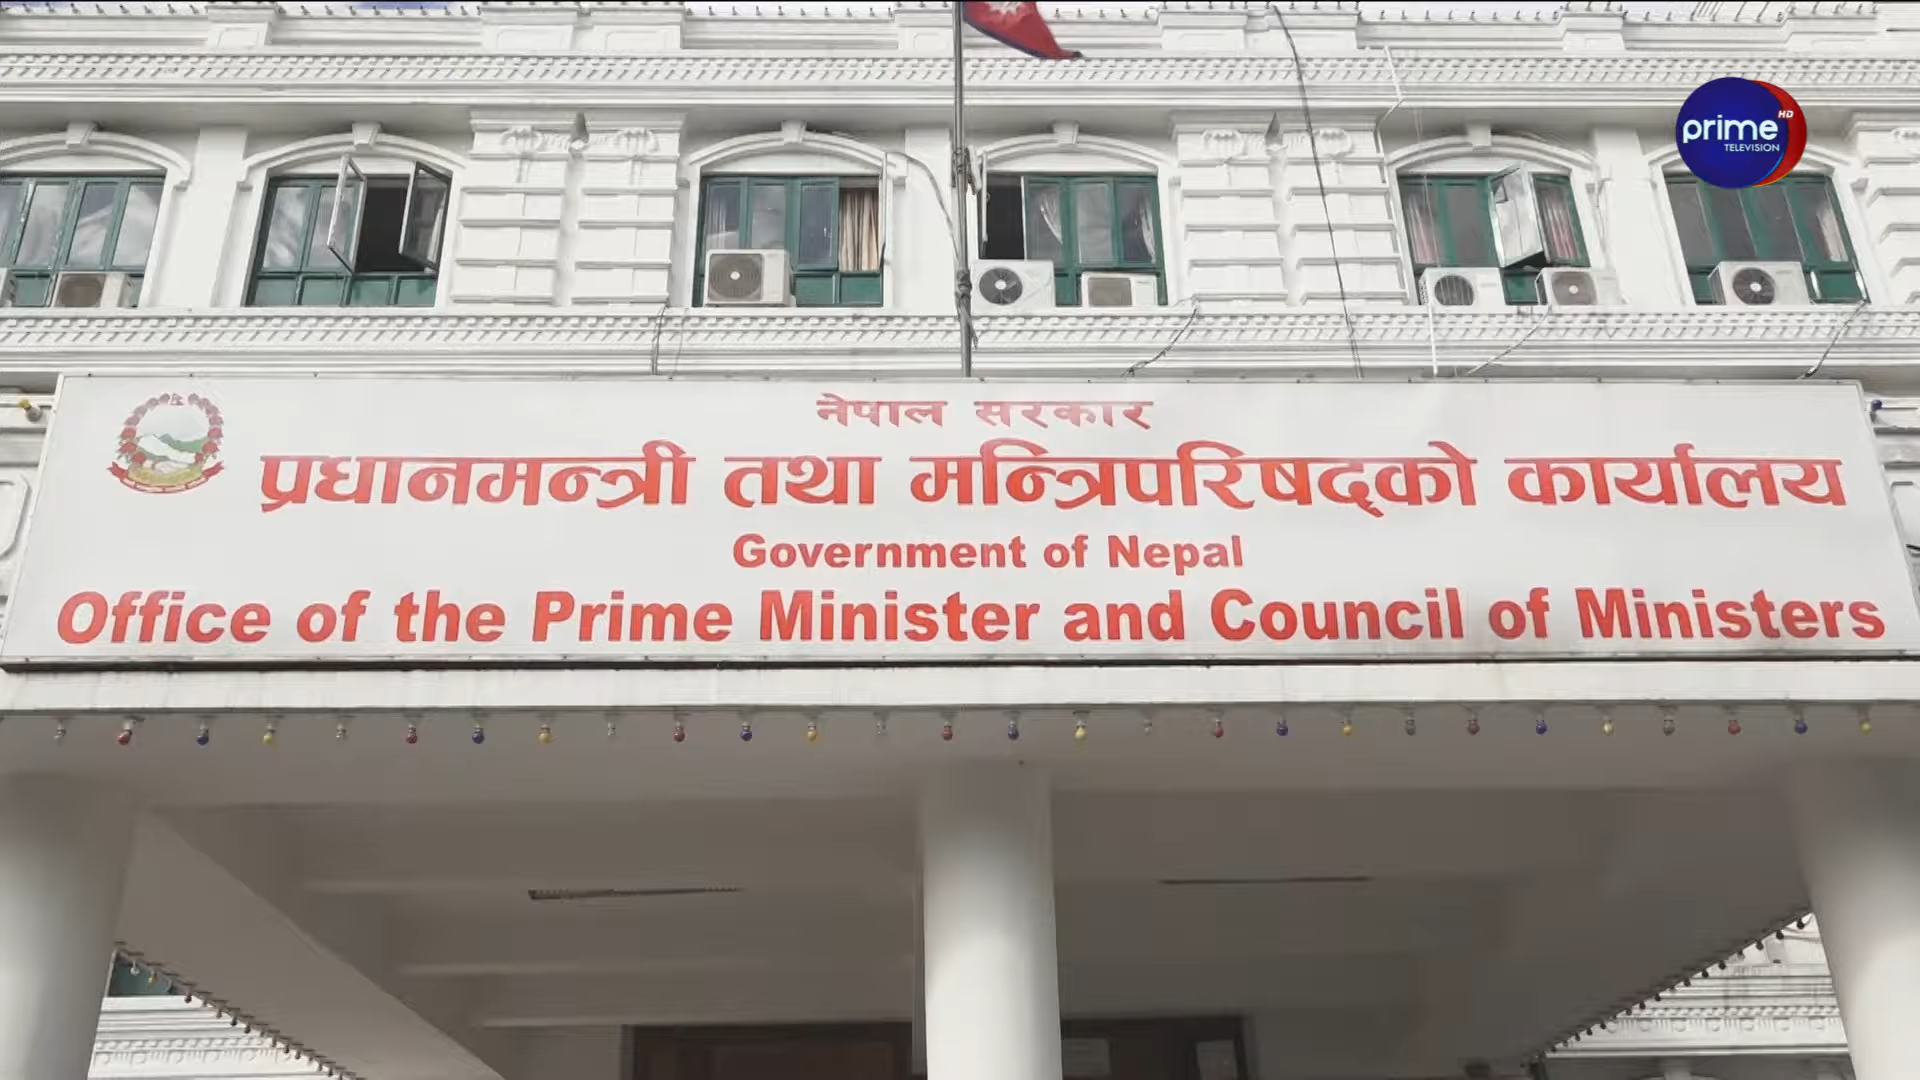 prime HD
TELEVISION
नेपाल सरकार
प्रधानमन्त्री तथा मन्त्रिपरिषद्को कार्यालय
Government of Nepal
Office of the Prime Minister and Council of Ministers